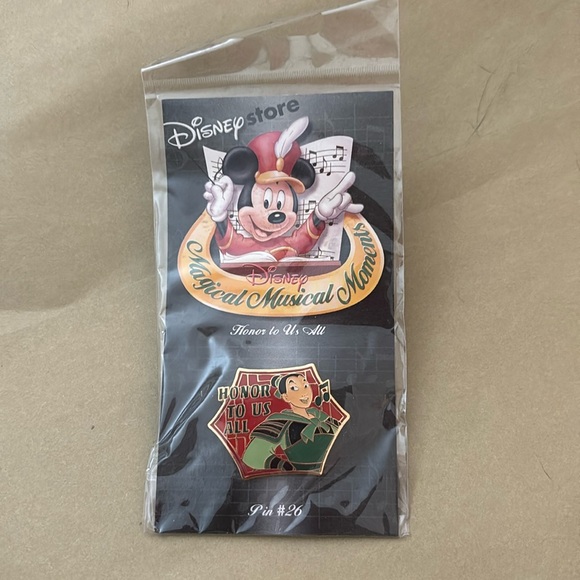 Disney store
Disney
Magical Musical Moments
Honor to Us All
HONOR
TO US
ALL
Pin #26